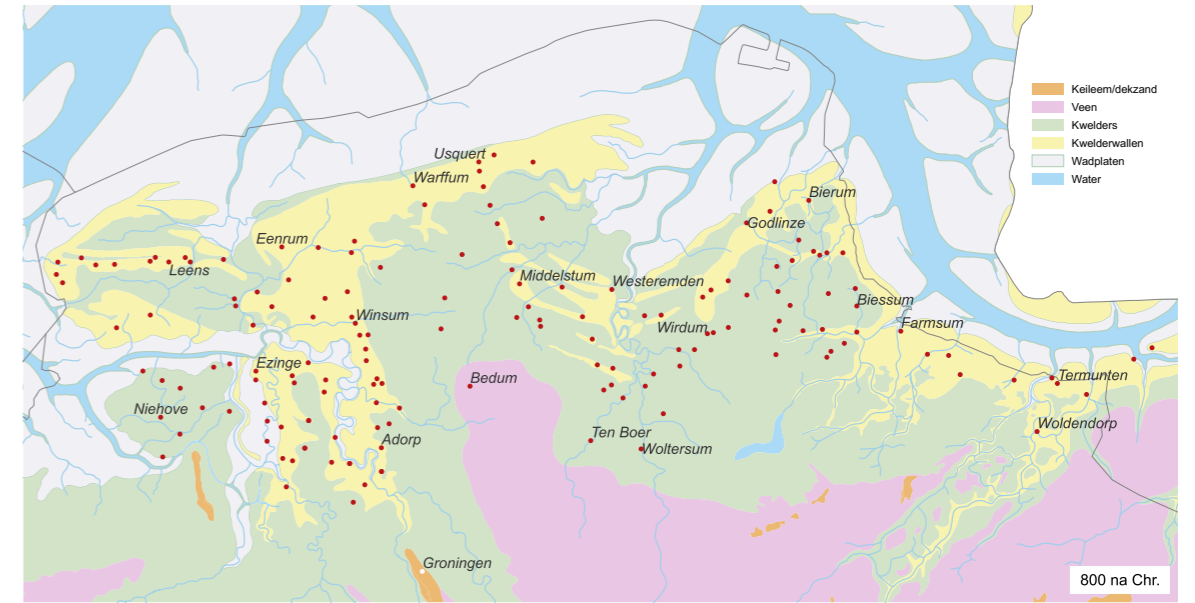 Keileem/dekzand
Veen
Kwelders
Kwelderwallen
Wadplaten
Water
Usquert
Warffum
Bierum
Godlinze
Eenrum
Leens
Middelstum
Westeremden
Biessum
Winsum
Wirdum
Farmsum
Ezinge
Bedum
Termunten
Niehove
Adorp
Ten Boer
Woldendorp
Woltersum
Groningen
800 na Chr.